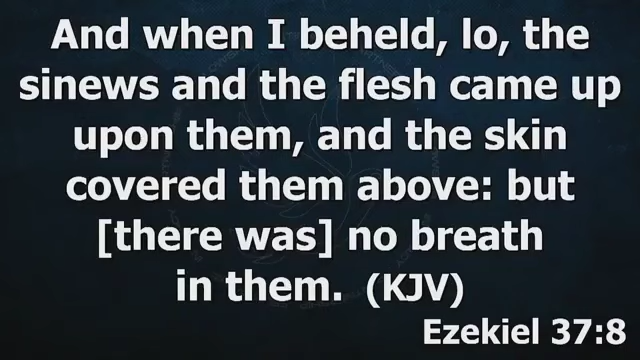 And when I beheld, lo, the
sinews and the flesh came up
upon them, and the skin
covered them above: but
[there was] no breath
in them. (KJV)
Ezekiel 37:8